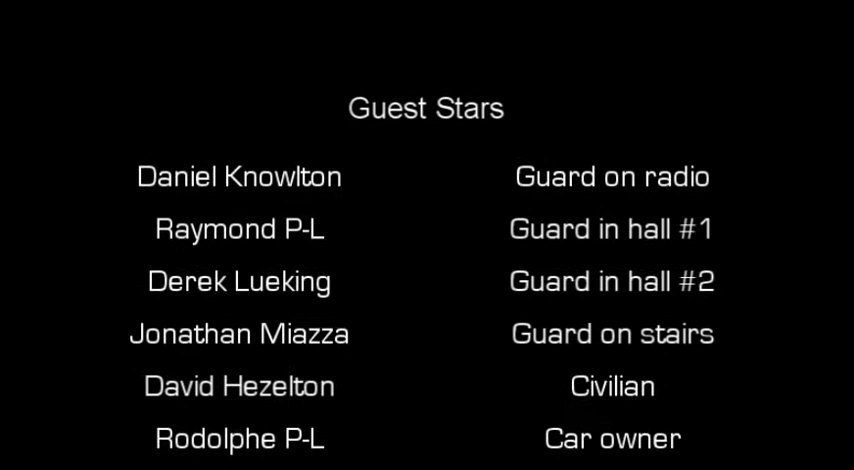 Guest Stars
Daniel Knowlton Guard on radio
Raymond P-L Guard in hall #1
Derek Lueking Guard in hall #2
Jonathan Miazza Guard on stairs
David Hezelton Civilian
Rodolphe P-L Car owner